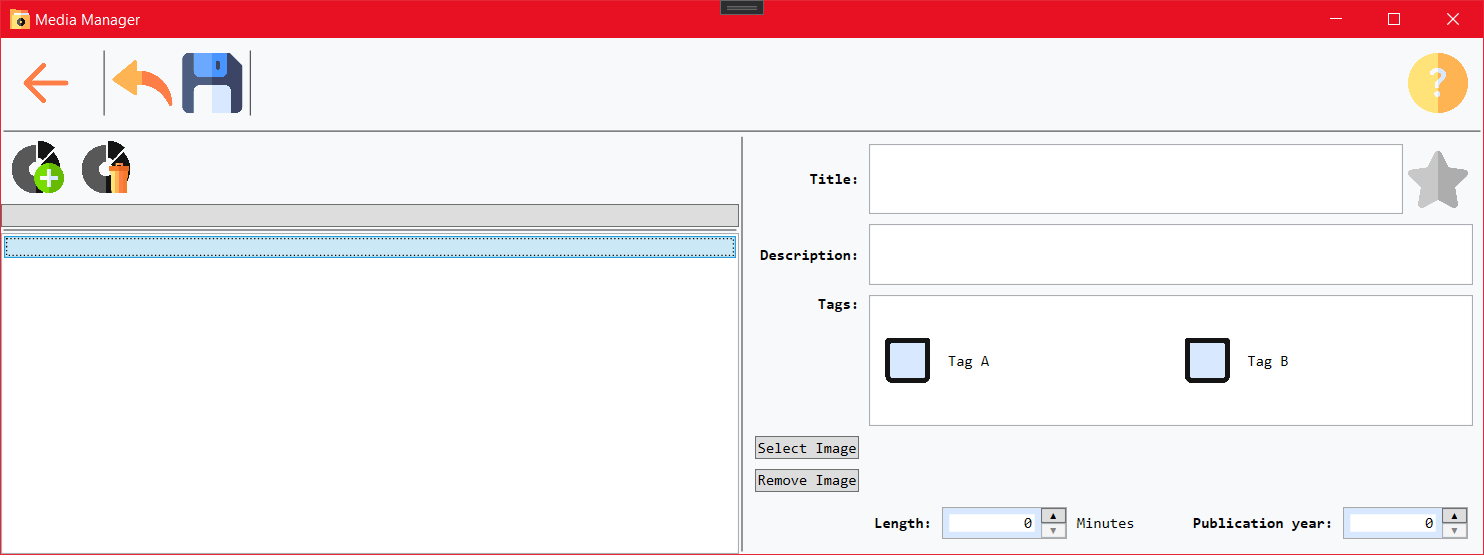 Media Manager
?
Title:
Description:
Tags:
Tag A
Tag B
Select Image
Remove Image
Length: 0 Minutes
Publication year: 0